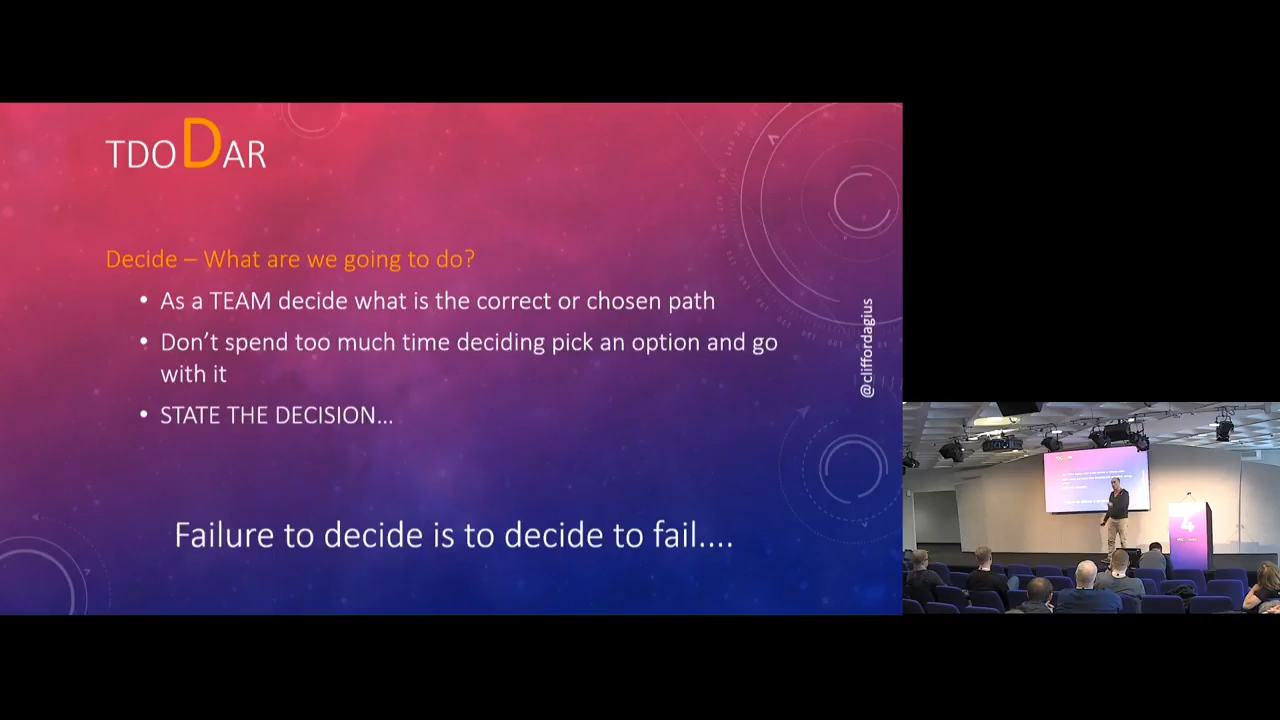 TDODAR
Decide – What are we going to do?
• As a TEAM decide what is the correct or chosen path
• Don't spend too much time deciding pick an option and go
with it
• STATE THE DECISION...
Failure to decide is to decide to fail....
@cliffordagius
4